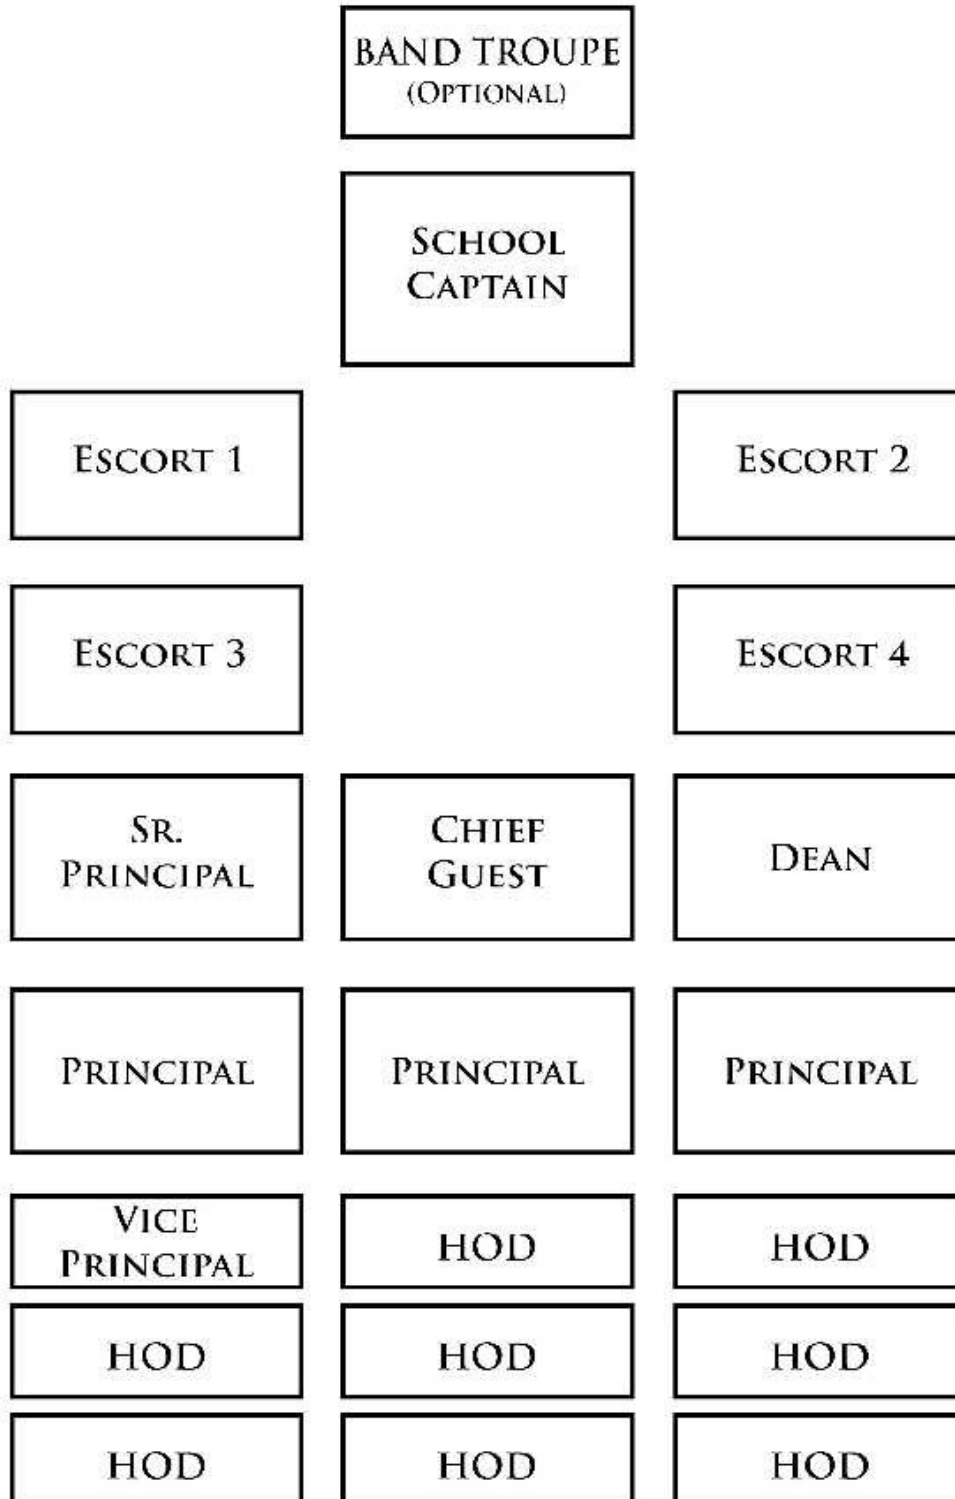 BAND TROUPE
(OPTIONAL)
SCHOOL
CAPTAIN
ESCORT 1
ESCORT 2
ESCORT 3
ESCORT 4
SR.
PRINCIPAL
CHIEF
GUEST
DEAN
PRINCIPAL
PRINCIPAL
PRINCIPAL
VICE
PRINCIPAL
HOD
HOD
HOD
HOD
HOD
HOD
HOD
HOD